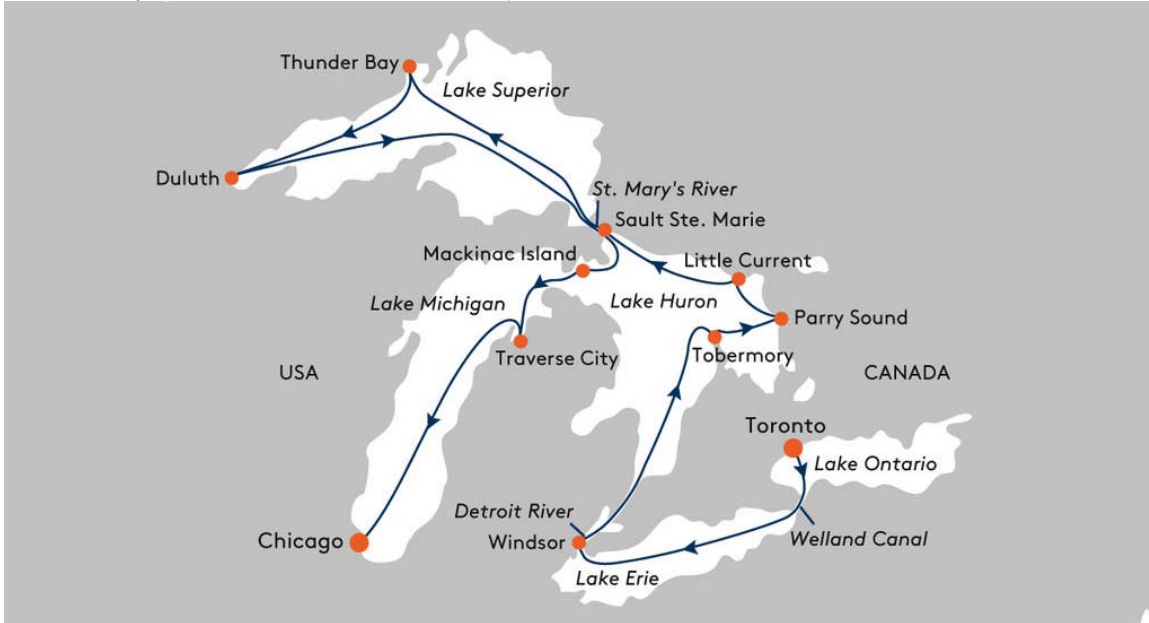 Thunder Bay
Lake Superior
Duluth
St. Mary's River
Sault Ste. Marie
Mackinac Island
Little Current
Lake Michigan
Lake Huron
Parry Sound
Tobermory
Traverse City
USA
CANADA
Toronto
Lake Ontario
Detroit River
Windsor
Chicago
Welland Canal
Lake Erie